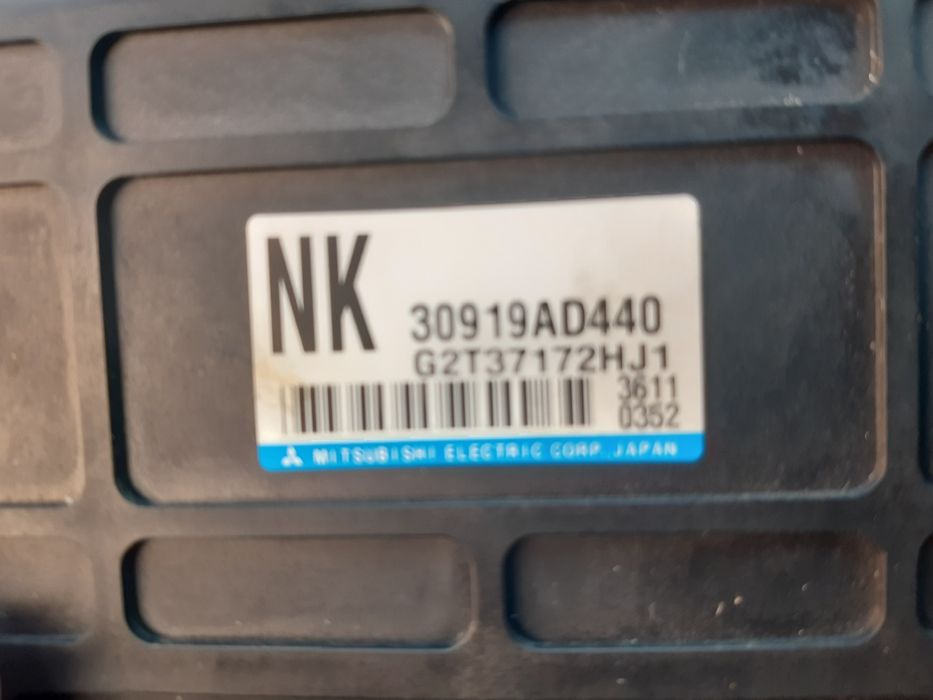 NK
30919AD440
G2T37172HJ1
3611
0352
MITSUBISHI ELECTRIC CORP. JAPAN